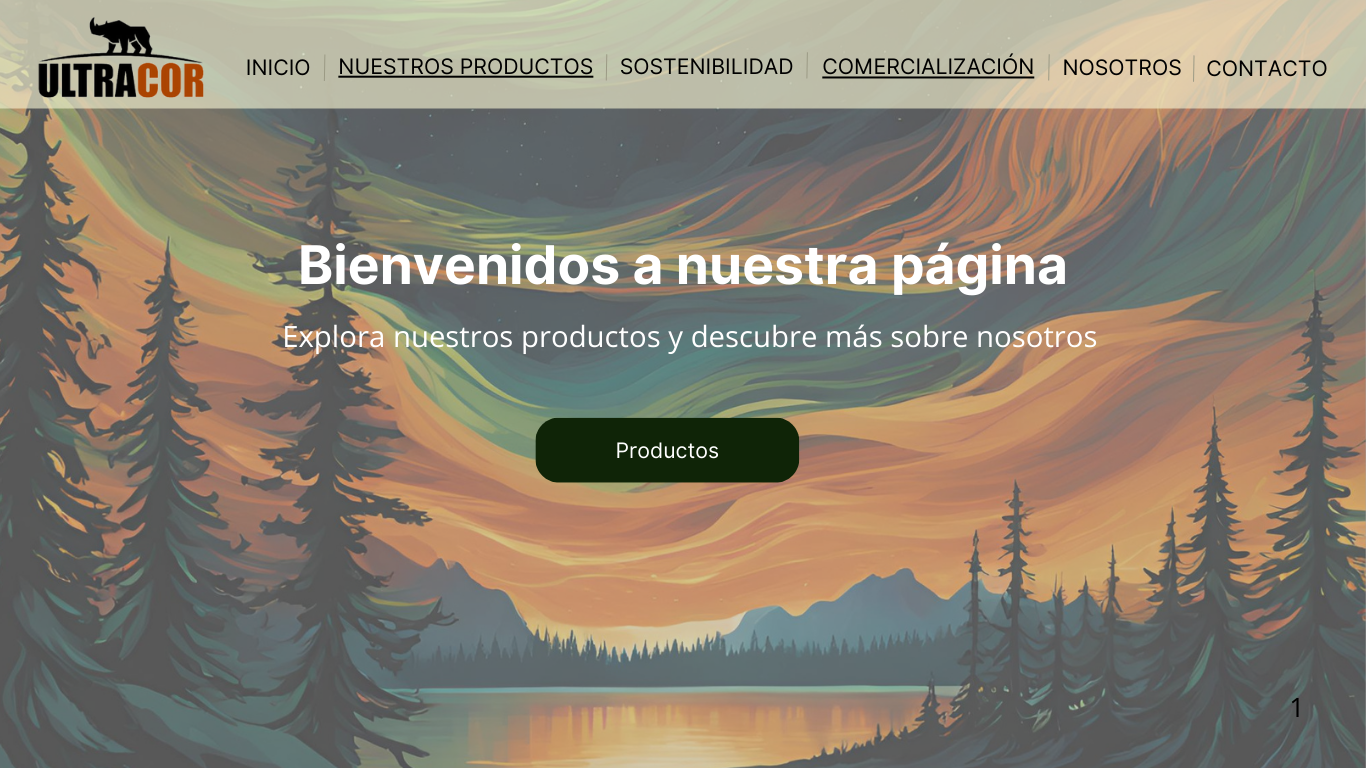 ULTRACOR
INICIO
NUESTROS PRODUCTOS
SOSTENIBILIDAD
COMERCIALIZACIÓN
NOSOTROS
CONTACTO
Bienvenidos a nuestra página
Explora nuestros productos y descubre más sobre nosotros
Productos
1